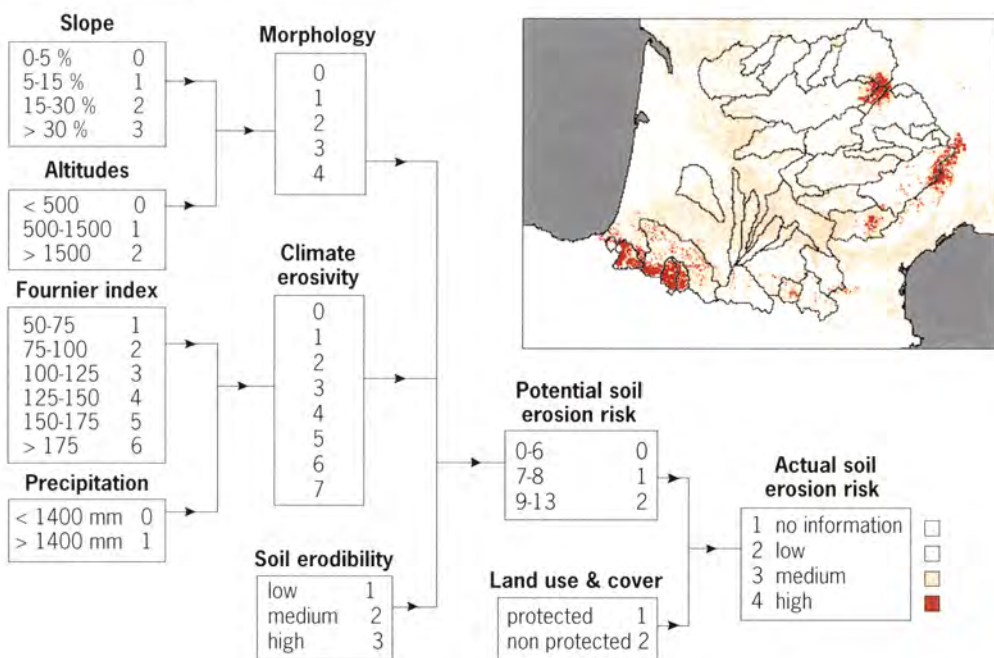 Slope
0-5 % 0
5-15 % 1
15-30 % 2
> 30 % 3
Altitudes
< 500 0
500-1500 1
> 1500 2
Fournier index
50-75 1
75-100 2
100-125 3
125-150 4
150-175 5
> 175 6
Precipitation
< 1400 mm 0
> 1400 mm 1
Morphology
0
1
2
3
4
Climate
erosivity
0
1
2
3
4
5
6
7
Soil erodibility
low 1
medium 2
high 3
Potential soil
erosion risk
0-6 0
7-8 1
9-13 2
Land use & cover
protected 1
non protected 2
Actual soil
erosion risk
1 no information
2 low
3 medium
4 high